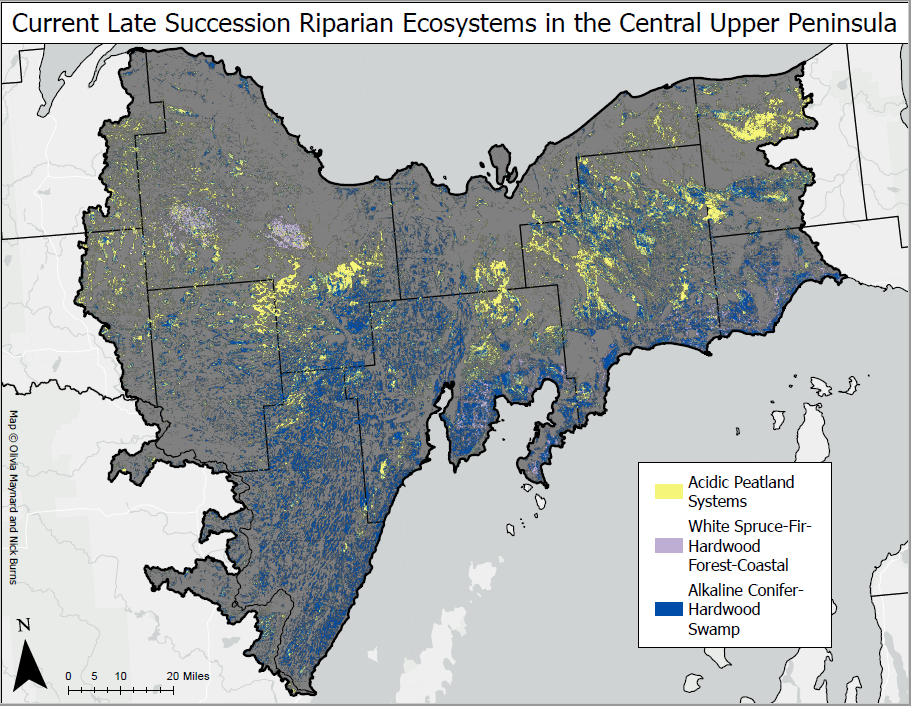 Current Late Succession Riparian Ecosystems in the Central Upper Peninsula
Map © Olivia Maynard and Nick Burns
Acidic Peatland
Systems
White Spruce-Fir-
Hardwood
Forest-Coastal
Alkaline Conifer-
Hardwood
Swamp
N
0 5 10 20 Miles